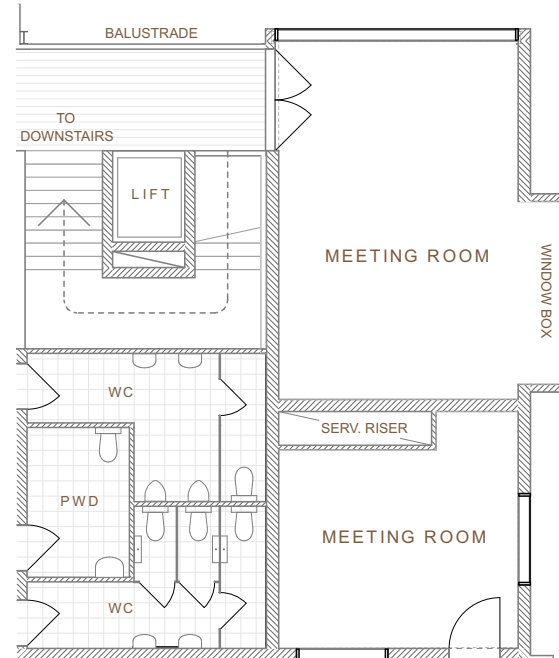 BALUSTRADE
TO
DOWNSTAIRS
LIFT
MEETING ROOM
WINDOW BOX
WC
SERV. RISER
PWD
MEETING ROOM
WC